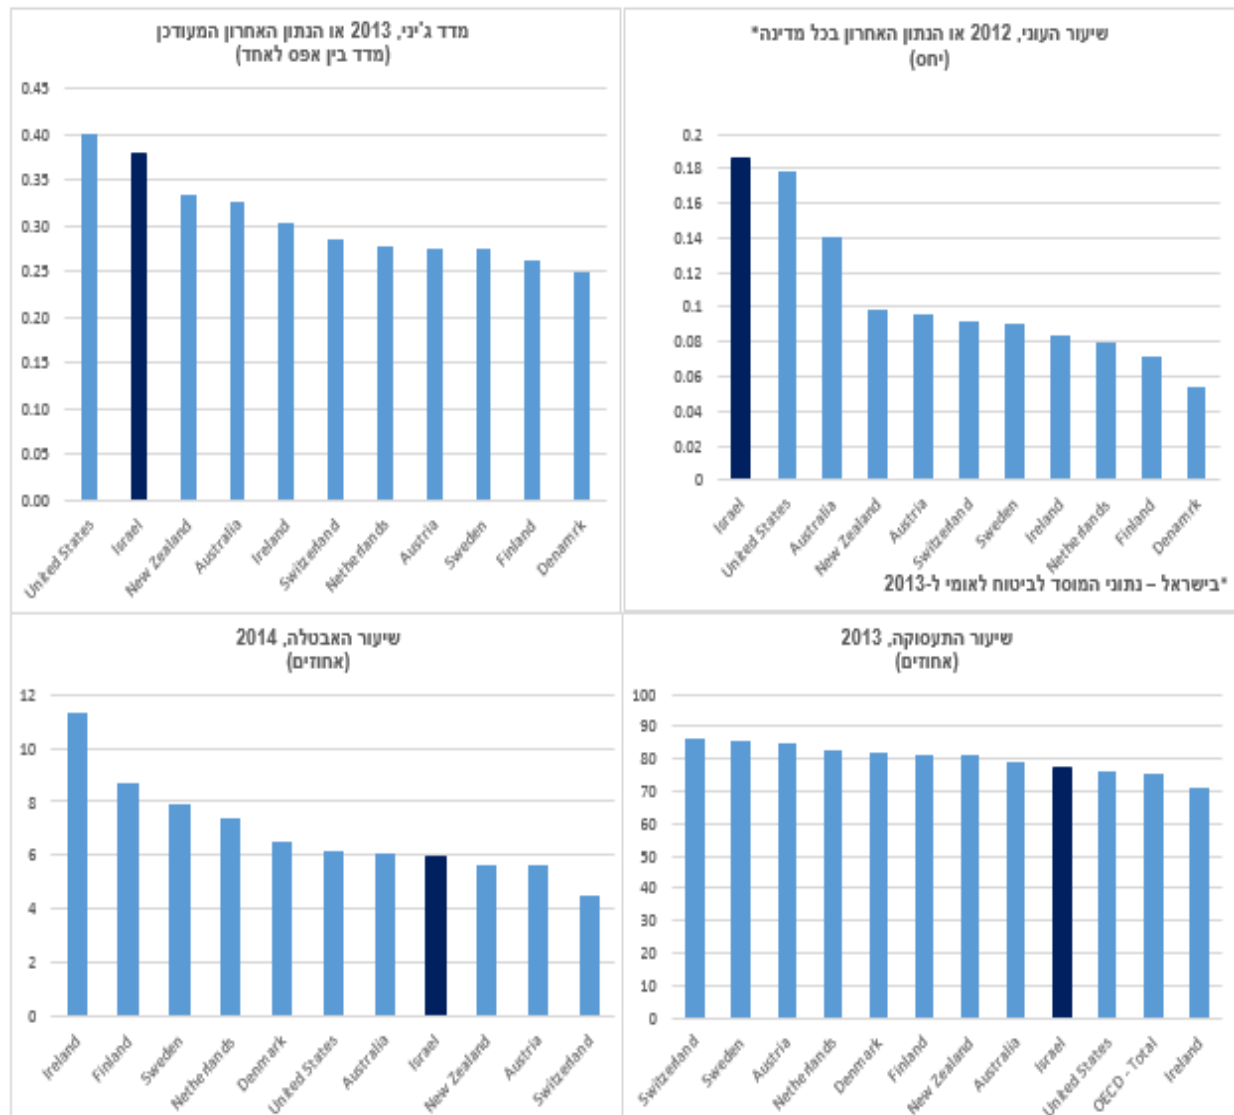 מדד ג'יני, 2013 או הנתון האחרון המעודכן
(מדד בין אפס לאחד)
0.45
0.40
0.35
0.30
0.25
0.20
0.15
0.10
0.05
0.00
United States
Israel
New Zealand
Australia
Ireland
Switzerland
Netherlands
Austria
Sweden
Finland
Denamrk
שיעור העוני, 2012 או הנתון האחרון בכל מדינה*
(יחס)
0.2
0.18
0.16
0.14
0.12
0.1
0.08
0.06
0.04
0.02
0
Israel
United States
Australia
New Zealand
Austria
Switzerland
Sweden
Ireland
Netherlands
Finland
Denamrk
*בישראל – נתוני המוסד לביטוח לאומי ל-2013
שיעור האבטלה, 2014
(אחוזים)
12
10
8
6
4
2
0
Ireland
Finland
Sweden
Netherlands
Denmark
United States
Australia
Israel
New Zealand
Austria
Switzerland
שיעור התעסוקה, 2013
(אחוזים)
100
90
80
70
60
50
40
30
20
10
0
Switzerland
Sweden
Austria
Netherlands
Denmark
Finland
New Zealand
Australia
Israel
United States
OECD - Total
Ireland